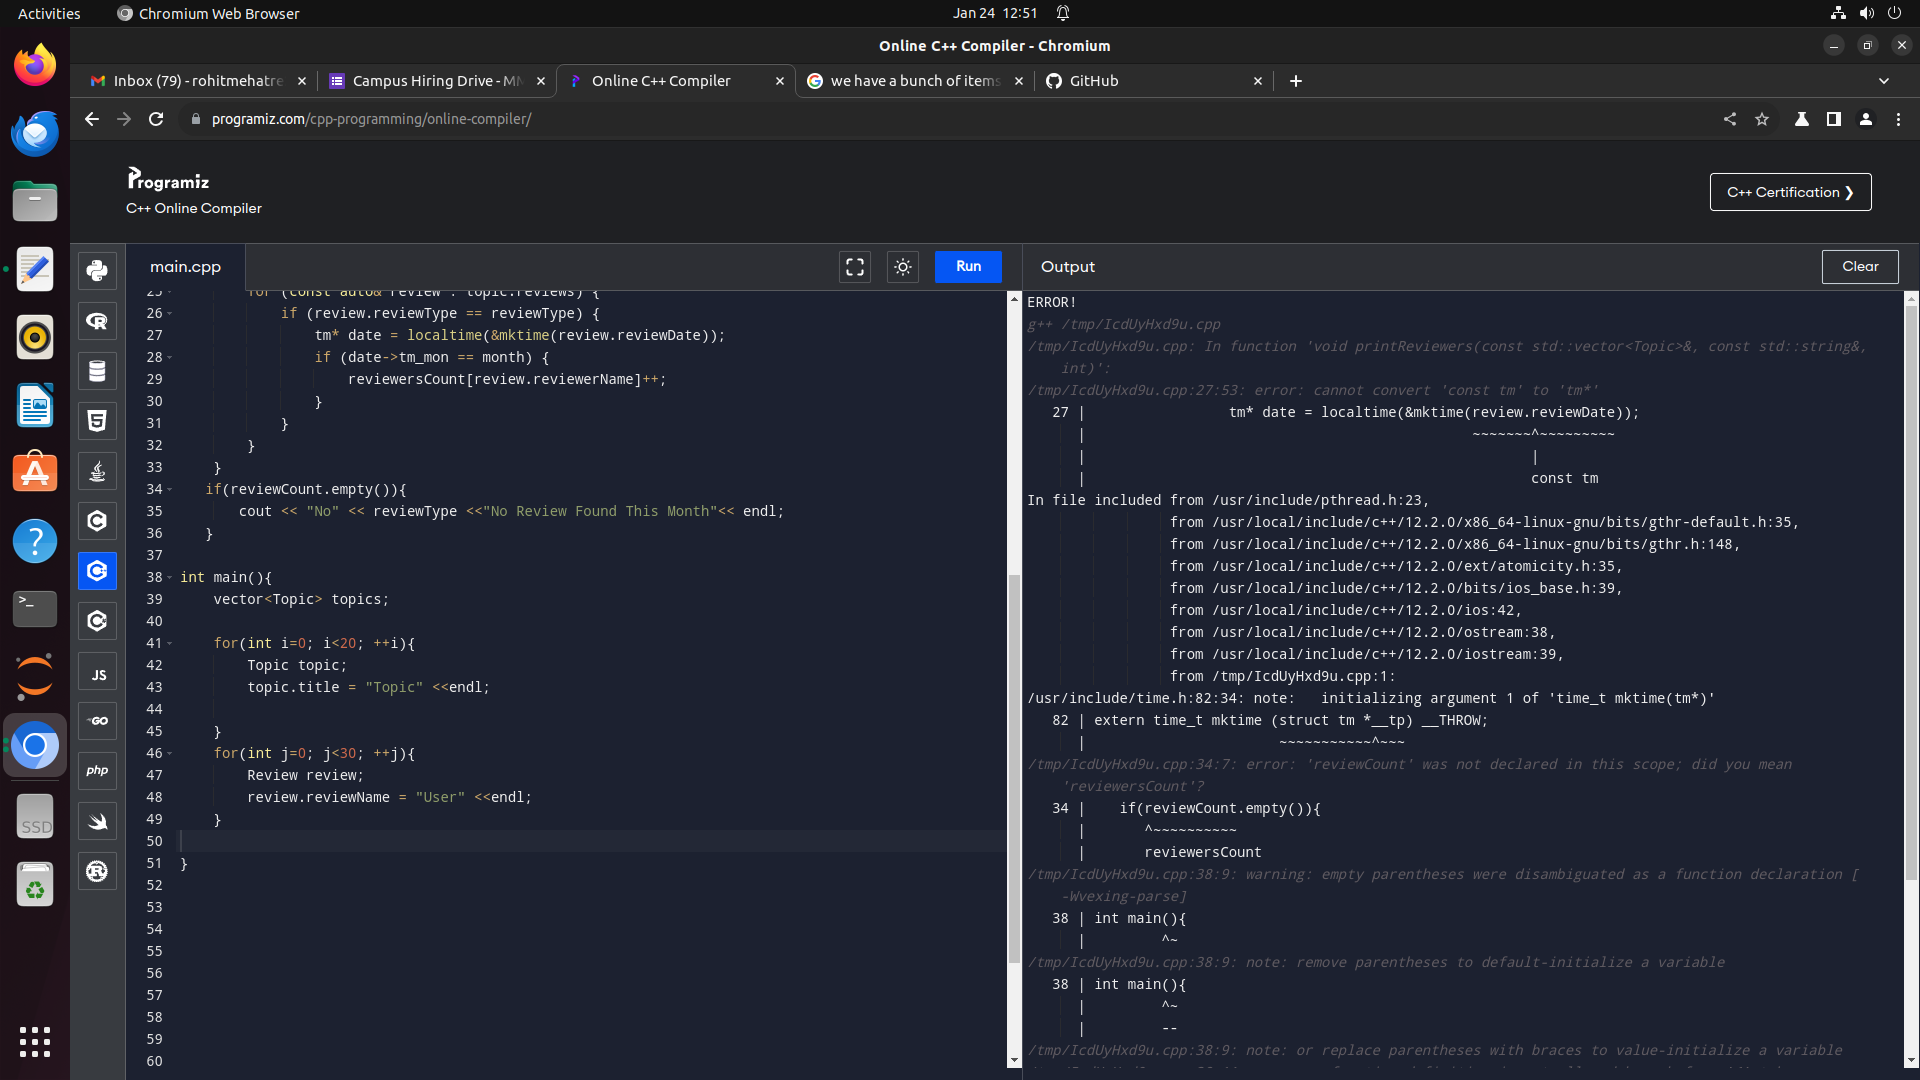 Activities
Chromium Web Browser
Jan 24 12:51
Online C++ Compiler - Chromium
Inbox (79) - rohitmehatre
Campus Hiring Drive - MM
Online C++ Compiler
we have a bunch of items
GitHub
programiz.com/cpp-programming/online-compiler/
Programiz
C++ Online Compiler
C++ Certification ❯
main.cpp
Run
Output
Clear
25 for (const auto& review : topic.reviews) {
26 if (review.reviewType == reviewType) {
27 tm* date = localtime(&mktime(review.reviewDate));
28 if (date->tm_mon == month) {
29 reviewersCount[review.reviewerName]++;
30 }
31 }
32 }
33 }
34 if(reviewCount.empty()){
35 cout << "No" << reviewType <<"No Review Found This Month"<< endl;
36 }
37
38 int main(){
39 vector<Topic> topics;
40
41 for(int i=0; i<20; ++i){
42 Topic topic;
43 topic.title = "Topic" <<endl;
44
45 }
46 for(int j=0; j<30; ++j){
47 Review review;
48 review.reviewName = "User" <<endl;
49 }
50
51 }
52
53
54
55
56
57
58
59
60
JS
GO
php
SSD
ERROR!
g++ /tmp/IcdUyHxd9u.cpp
/tmp/IcdUyHxd9u.cpp: In function 'void printReviewers(const std::vector<Topic>&, const std::string&,
int)':
/tmp/IcdUyHxd9u.cpp:27:53: error: cannot convert 'const tm' to 'tm*'
27 | tm* date = localtime(&mktime(review.reviewDate));
| ~~~~~~~^~~~~~~~~~
| |
| const tm
In file included from /usr/include/pthread.h:23,
from /usr/local/include/c++/12.2.0/x86_64-linux-gnu/bits/gthr-default.h:35,
from /usr/local/include/c++/12.2.0/x86_64-linux-gnu/bits/gthr.h:148,
from /usr/local/include/c++/12.2.0/ext/atomicity.h:35,
from /usr/local/include/c++/12.2.0/bits/ios_base.h:39,
from /usr/local/include/c++/12.2.0/ios:42,
from /usr/local/include/c++/12.2.0/ostream:38,
from /usr/local/include/c++/12.2.0/iostream:39,
from /tmp/IcdUyHxd9u.cpp:1:
/usr/include/time.h:82:34: note: initializing argument 1 of 'time_t mktime(tm*)'
82 | extern time_t mktime (struct tm *__tp) __THROW;
| ~~~~~~~~~~~^~~~
/tmp/IcdUyHxd9u.cpp:34:7: error: 'reviewCount' was not declared in this scope; did you mean
'reviewersCount'?
34 | if(reviewCount.empty()){
| ^~~~~~~~~~~
| reviewersCount
/tmp/IcdUyHxd9u.cpp:38:9: warning: empty parentheses were disambiguated as a function declaration [
-Wvexing-parse]
38 | int main(){
| ^~
/tmp/IcdUyHxd9u.cpp:38:9: note: remove parentheses to default-initialize a variable
38 | int main(){
| ^~
| --
/tmp/IcdUyHxd9u.cpp:38:9: note: or replace parentheses with braces to value-initialize a variable